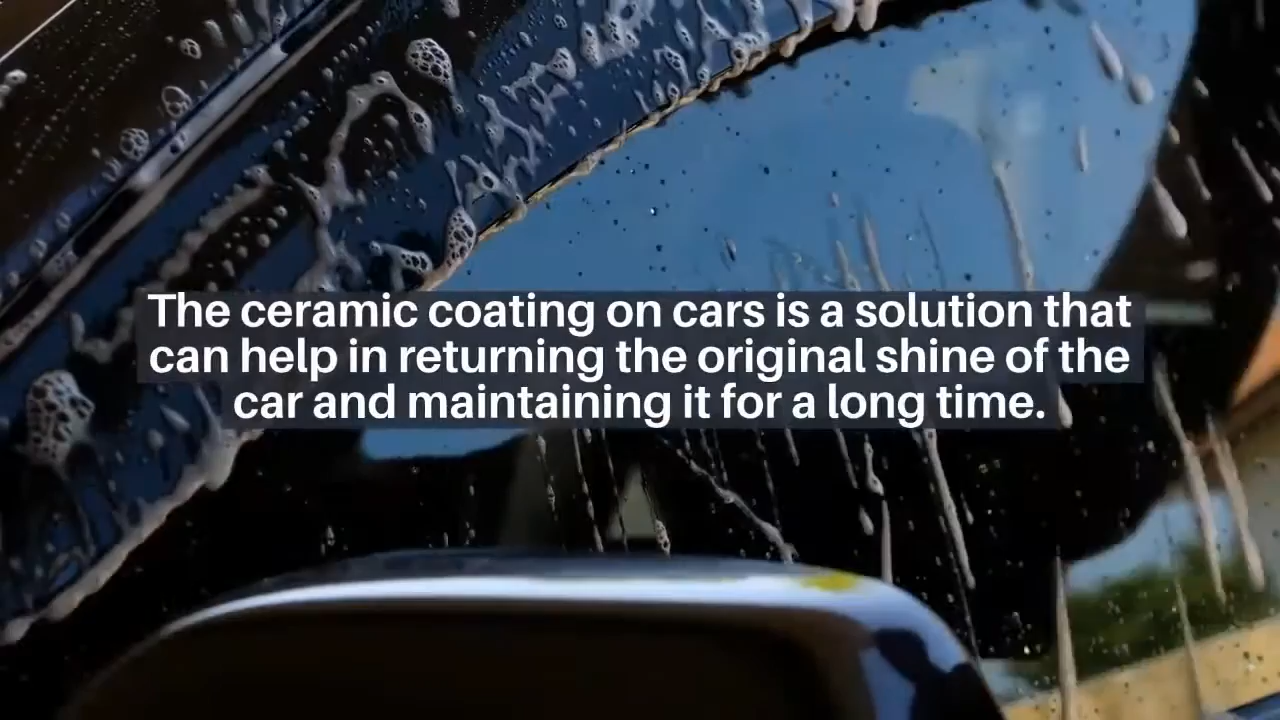 The ceramic coating on cars is a solution that
can help in returning the original shine of the
car and maintaining it for a long time.